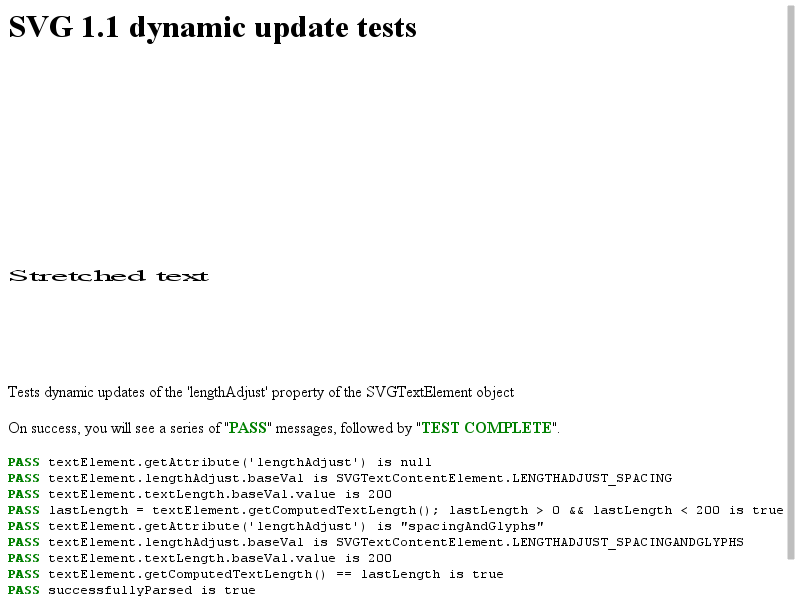 SVG 1.1 dynamic update tests
Stretched text
Tests dynamic updates of the 'lengthAdjust' property of the SVGTextElement object
On success, you will see a series of "PASS" messages, followed by "TEST COMPLETE".
PASS textElement.getAttribute('lengthAdjust') is null
PASS textElement.lengthAdjust.baseVal is SVGTextContentElement.LENGTHADJUST_SPACING
PASS textElement.textLength.baseVal.value is 200
PASS lastLength = textElement.getComputedTextLength(); lastLength > 0 && lastLength < 200 is true
PASS textElement.getAttribute('lengthAdjust') is "spacingAndGlyphs"
PASS textElement.lengthAdjust.baseVal is SVGTextContentElement.LENGTHADJUST_SPACINGANDGLYPHS
PASS textElement.textLength.baseVal.value is 200
PASS textElement.getComputedTextLength() == lastLength is true
PASS successfullyParsed is true